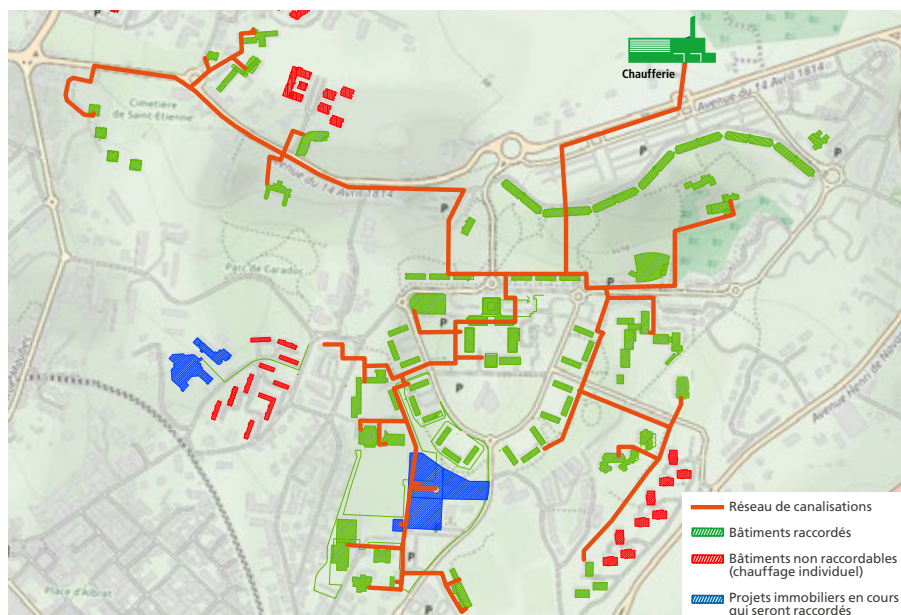 Chaufferie
Avenue du 14 Avril 1814
Cimetière
de Saint-Etienne
Avenue du 14 Avril 1814
P
Parc de Caradoc
P
P
P
P
Avenue Henri de Nava
Place d'Albret
P
Réseau de canalisations
Bâtiments raccordés
Bâtiments non raccordables
(chauffage individuel)
Projets immobiliers en cours
qui seront raccordés